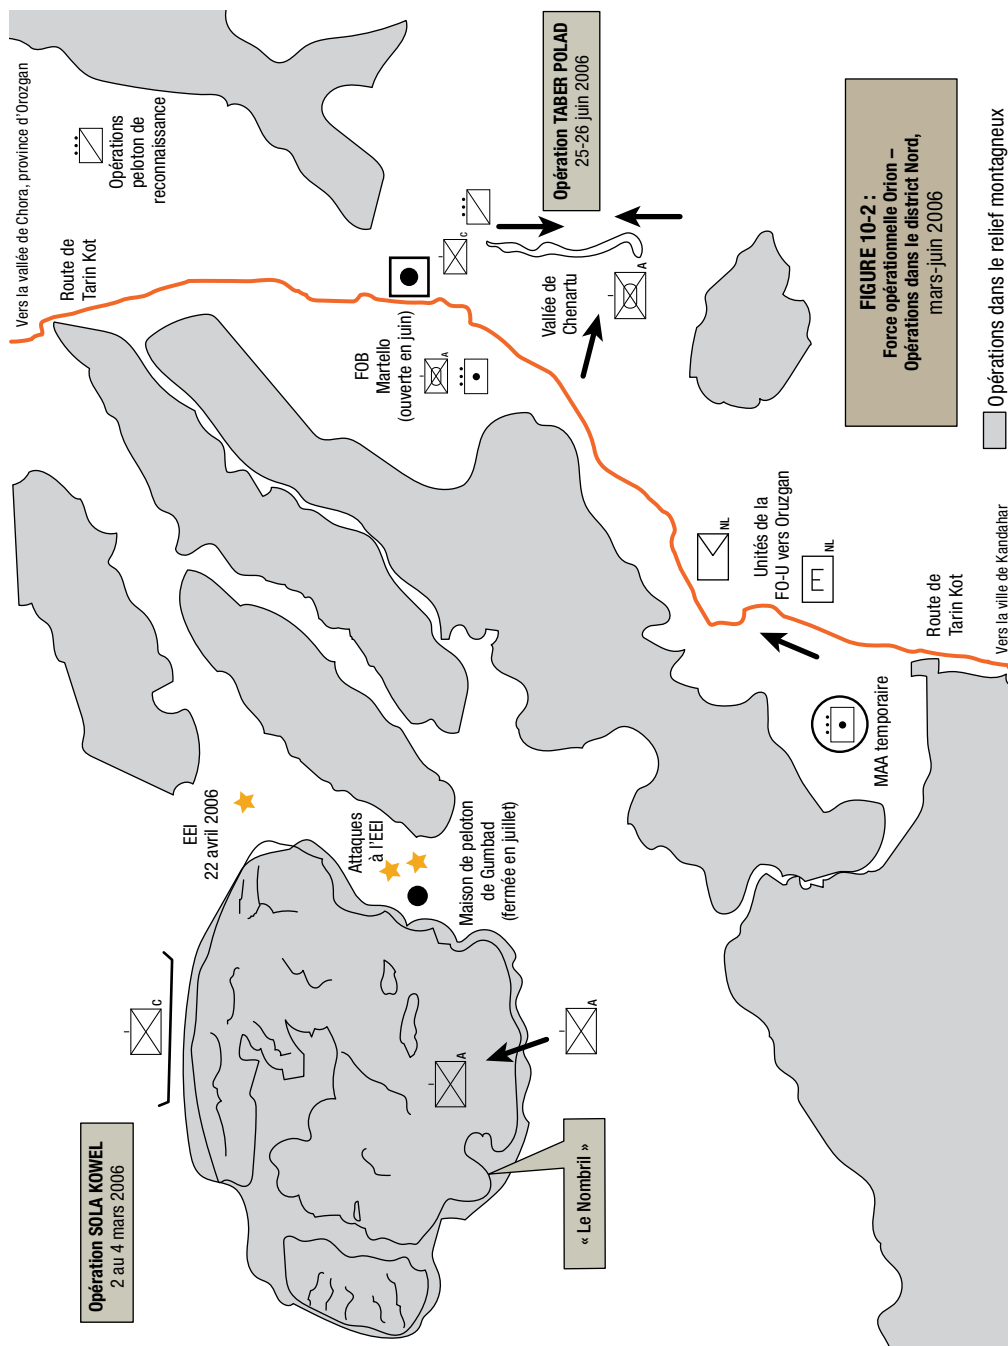 Opération SOLA KOWEL
2 au 4 mars 2006
C
A
A
« Le Nombril »
EEI
22 avril 2006
Attaques
à l'EEI
Maison de peloton
de Gumbad
(fermée en juillet)
Vers la vallée de Chora, province d'Orozgan
Route de
Tarin Kot
Opérations
peloton de
reconnaissance
FOB
Martello
(ouverte en juin)
A
C
Vallée de
Chenartu
A
Opération TABER POLAD
25-26 juin 2006
NL
Unités de la
FO-U vers Oruzgan
NL
MAA temporaire
Route de
Tarin Kot
Vers la ville de Kandahar
FIGURE 10-2 :
Force opérationnelle Orion –
Opérations dans le district Nord,
mars-juin 2006
Opérations dans le relief montagneux